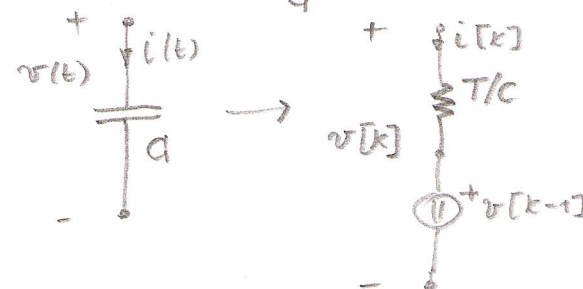 +
i(t)
v(t)
C
-
→
+
i[k]
T/C
v[k]
+
v[k-1]
-